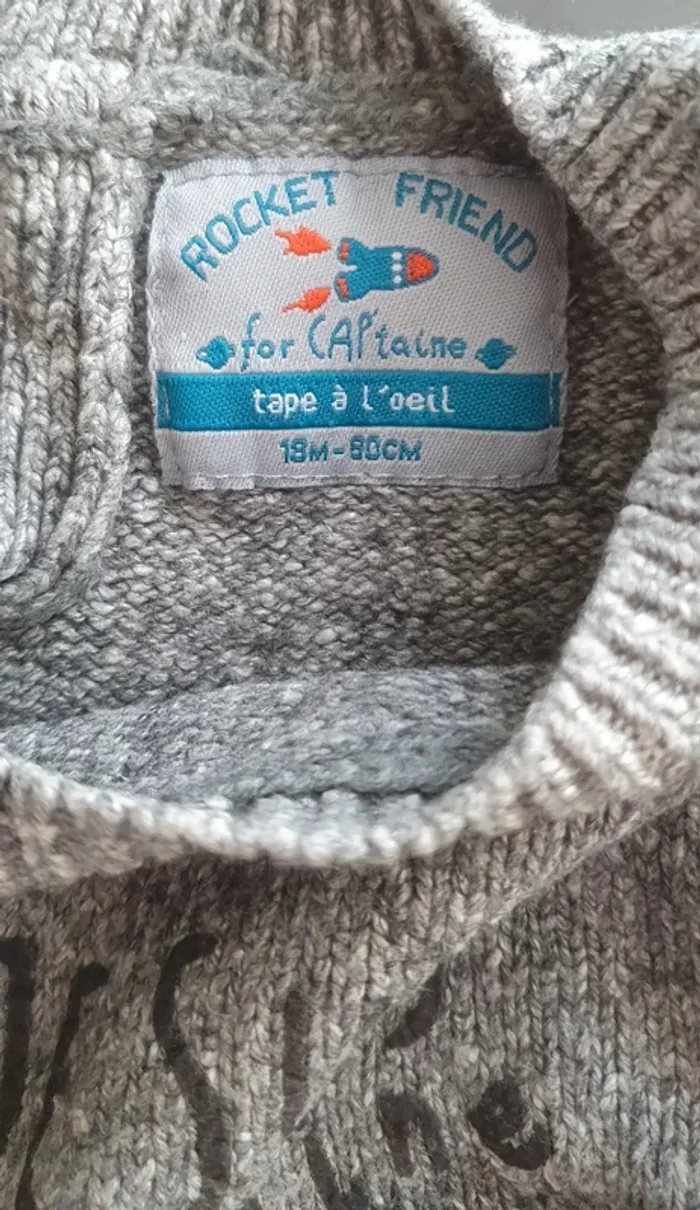 ROCKET FRIEND
for CAPtaine
tape à l'oeil
18M-80CM